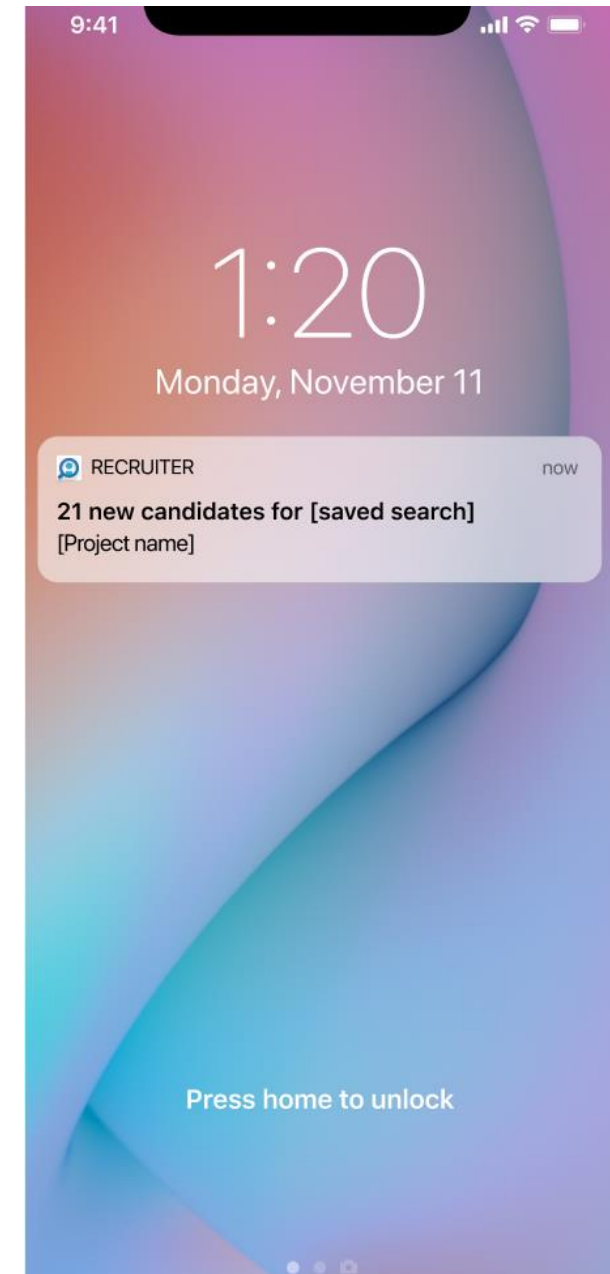 9:41
1:20
Monday, November 11
RECRUITER now
21 new candidates for [saved search]
[Project name]
Press home to unlock